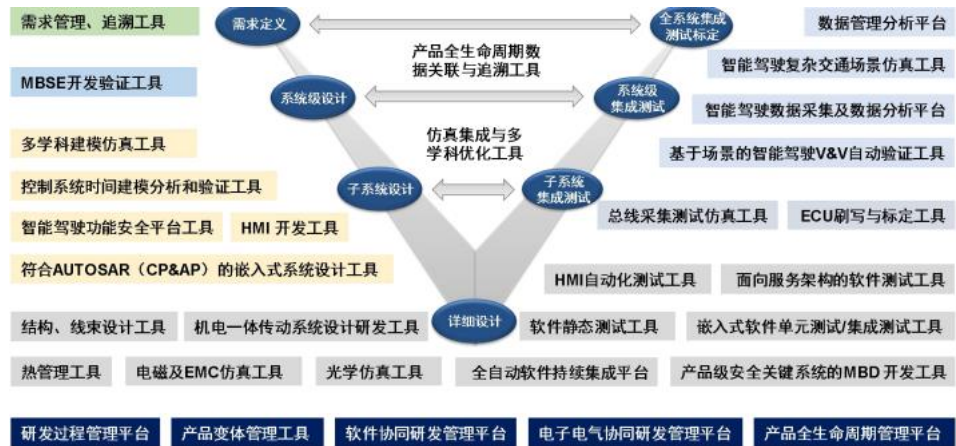 需求管理、追溯工具
需求定义
全系统集成
测试标定
数据管理分析平台
产品全生命周期数
据关联与追溯工具
智能驾驶复杂交通场景仿真工具
MBSE开发验证工具
系统级设计
系统级
集成测试
智能驾驶数据采集及数据分析平台
多学科建模仿真工具
仿真集成与多
学科优化工具
基于场景的智能驾驶V&V自动验证工具
控制系统时间建模分析和验证工具
子系统设计
子系统
集成测试
智能驾驶功能安全平台工具
HMI 开发工具
总线采集测试仿真工具
ECU刷写与标定工具
符合AUTOSAR（CP&AP）的嵌入式系统设计工具
HMI自动化测试工具
面向服务架构的软件测试工具
结构、线束设计工具
机电一体传动系统设计研发工具
详细设计
软件静态测试工具
嵌入式软件单元测试/集成测试工具
热管理工具
电磁及EMC仿真工具
光学仿真工具
全自动软件持续集成平台
产品级安全关键系统的MBD 开发工具
研发过程管理平台
产品变体管理工具
软件协同研发管理平台
电子电气协同研发管理平台
产品全生命周期管理平台